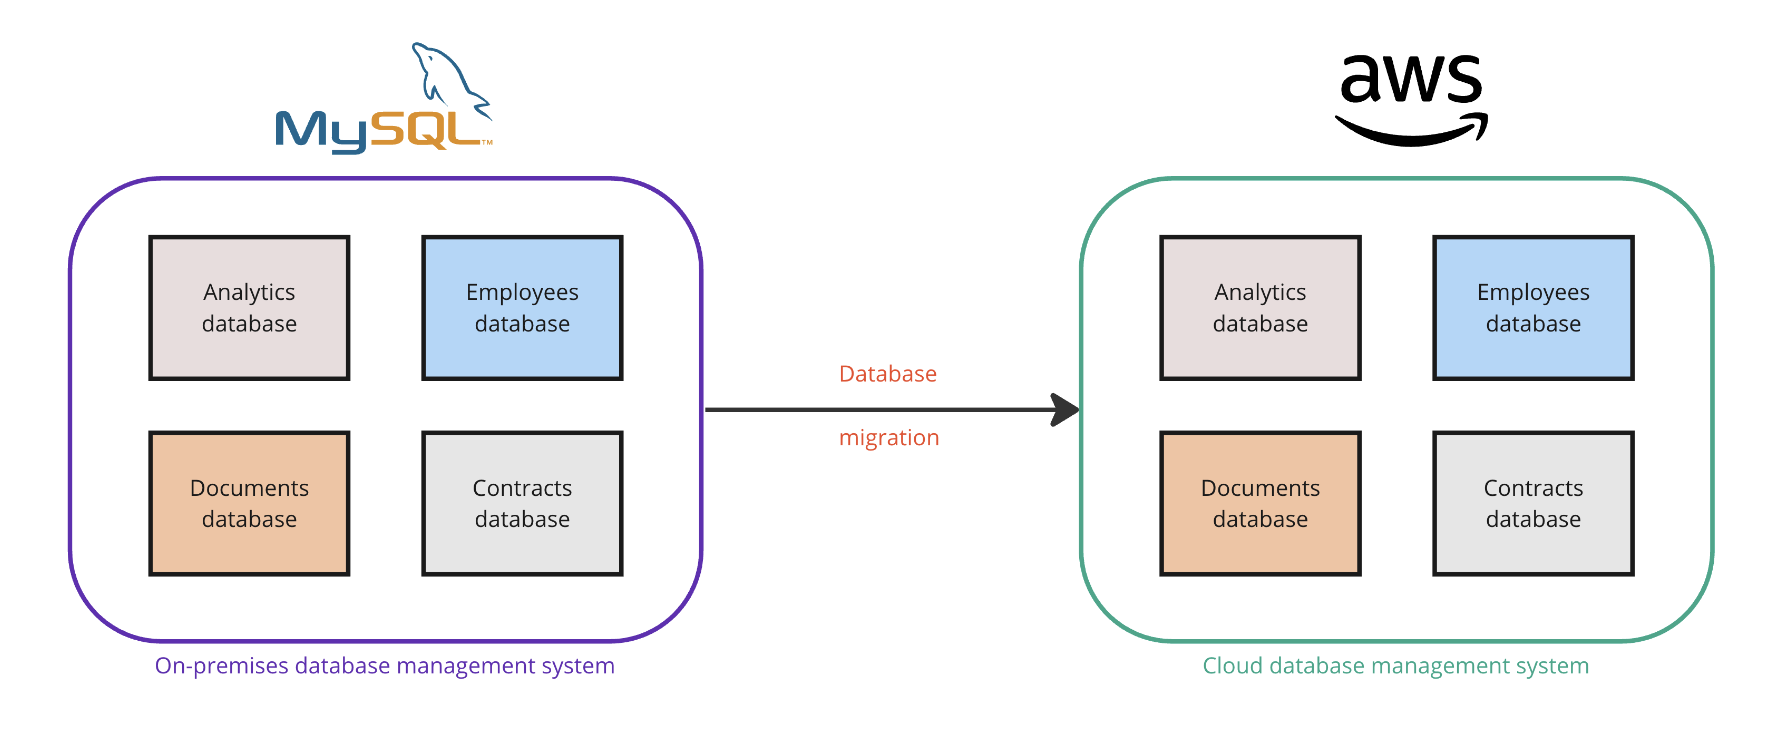 MySQL™
aws
Analytics
database
Employees
database
Documents
database
Contracts
database
On-premises database management system
Database
migration
Analytics
database
Employees
database
Documents
database
Contracts
database
Cloud database management system